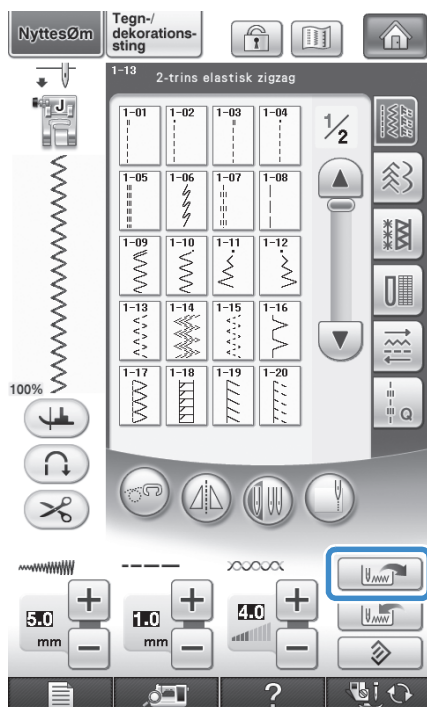 NyttesØm
Tegn-/
dekorations-
sting
1-13
2-trins elastisk zigzag
J
1-01 1-02 1-03 1-04
1/2
1-05 1-06 1-07 1-08
1-09 1-10 1-11 1-12
1-13 1-14 1-15 1-16
1-17 1-18 1-19 1-20
Q
100%
5.0 + 1.0 + 4.0 +
mm − mm − −
?